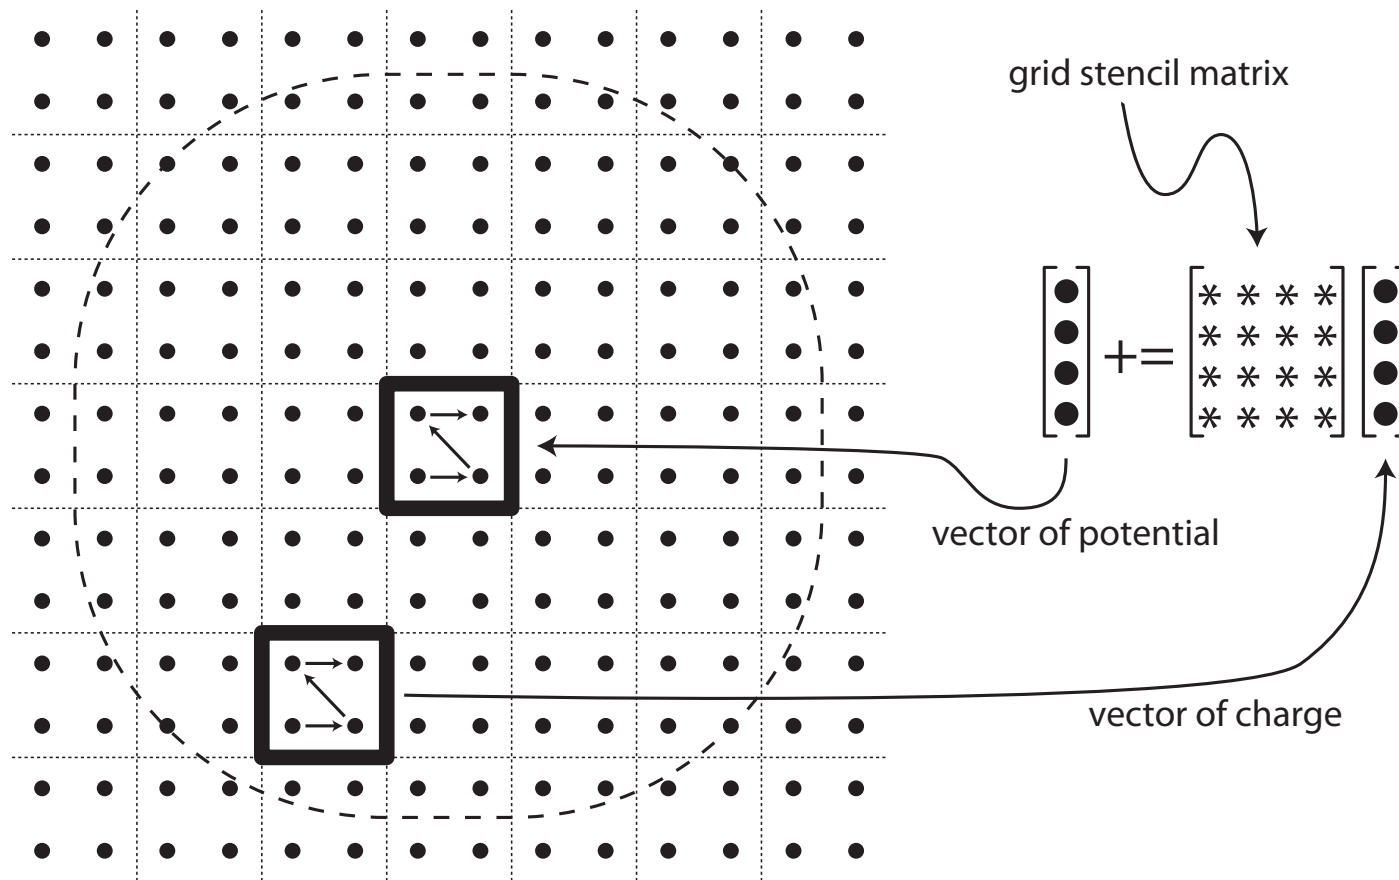 grid stencil matrix
+=
* * * *
* * * *
* * * *
* * * *
vector of potential
vector of charge